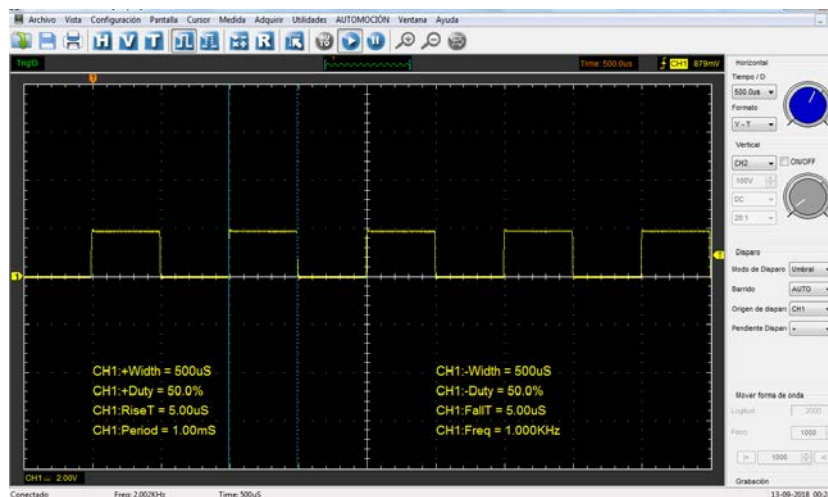 Archivo Vista Configuración Pantalla Cursor Medida Adquirir Utilidades AUTOMOCIÓN Ventana Ayuda
H V T R
Trig'D
T
Time: 500.0us
CH1 879mV
Horizontal
Tiempo / D
500.0us
Formato
Y - T
Vertical
CH2 ON/OFF
100V
DC
20:1
Disparo
Modo de Disparo Umbral
Barrido AUTO
Origen de dispari CH1
Pendiente Dispari +
Mover forma de onda
2000
1000
1000
Grabación
1
T
CH1:+Width = 500uS
CH1:+Duty = 50.0%
CH1:RiseT = 5.00uS
CH1:Period = 1.00mS
CH1:-Width = 500uS
CH1:-Duty = 50.0%
CH1:FallT = 5.00uS
CH1:Freq = 1.000KHz
CH1 2.00V
Conectado Freq: 2.002KHz Time: 500uS
13-09-2018